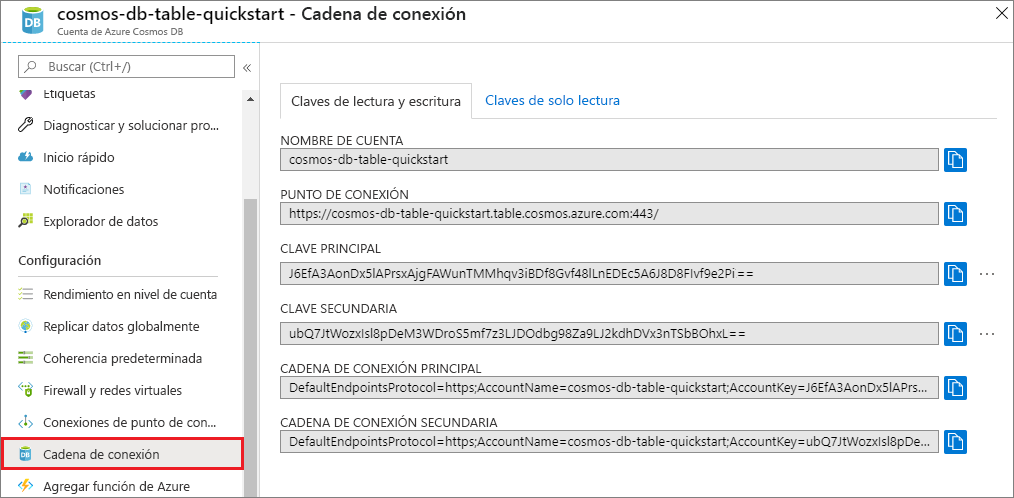 cosmos-db-table-quickstart - Cadena de conexión
Cuenta de Azure Cosmos DB
Buscar (Ctrl+/)
Etiquetas
Diagnosticar y solucionar pro...
Inicio rápido
Notificaciones
Explorador de datos
Configuración
Rendimiento en nivel de cuenta
Replicar datos globalmente
Coherencia predeterminada
Firewall y redes virtuales
Conexiones de punto de con...
Cadena de conexión
Agregar función de Azure
Claves de lectura y escritura
Claves de solo lectura
NOMBRE DE CUENTA
cosmos-db-table-quickstart
PUNTO DE CONEXIÓN
https://cosmos-db-table-quickstart.table.cosmos.azure.com:443/
CLAVE PRINCIPAL
J6EfA3AonDx5lAPrsxAjgFAWunTMMhqv3iBDf8Gvf48lLnEDEc5A6J8D8FIvf9e2Pi==
CLAVE SECUNDARIA
ubQ7JtWozxIsl8pDeM3WDroS5mf7z3LJDOdbg98Za9LJ2kdhDVx3nTSbBOhxL==
CADENA DE CONEXIÓN PRINCIPAL
DefaultEndpointsProtocol=https;AccountName=cosmos-db-table-quickstart;AccountKey=J6EfA3AonDx5lAPrs...
CADENA DE CONEXIÓN SECUNDARIA
DefaultEndpointsProtocol=https;AccountName=cosmos-db-table-quickstart;AccountKey=ubQ7JtWozxIsl8pDe...